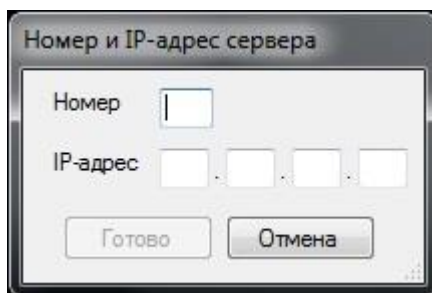 Номер и IP-адрес сервера
Номер
IP-адрес . . .
Готово Отмена